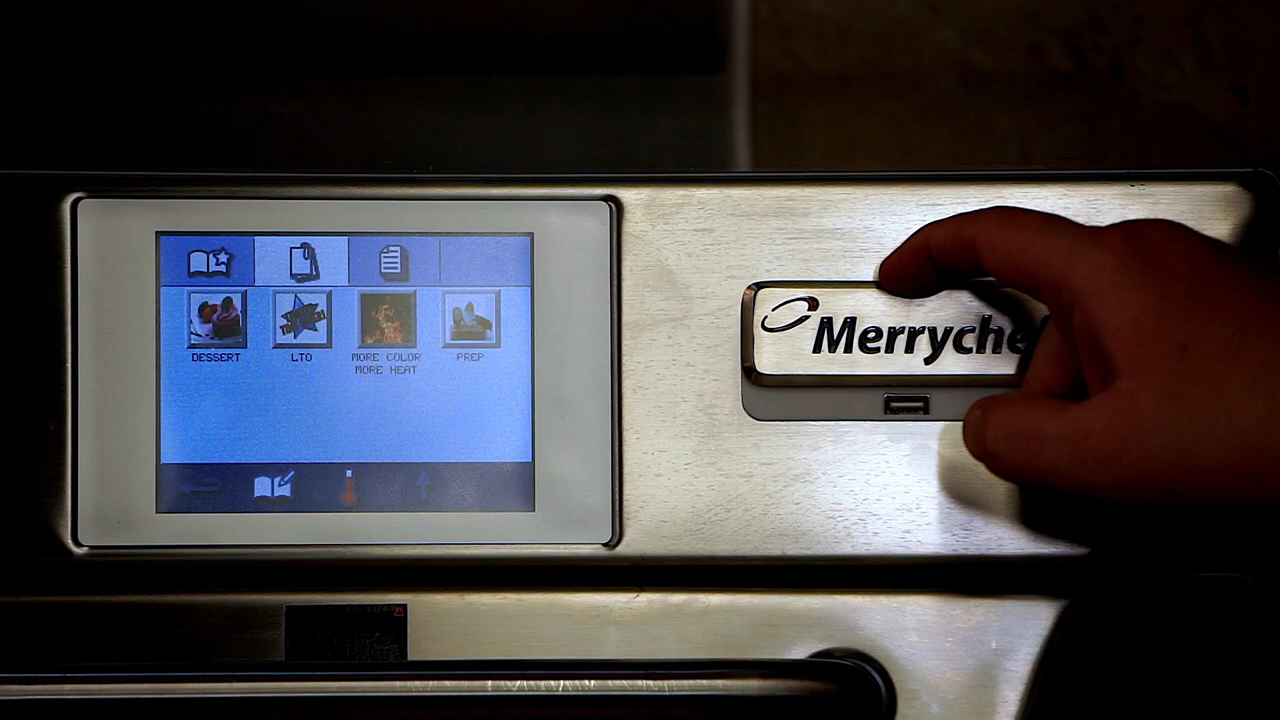 DESSERT
LTO
MORE COLOR
MORE HEAT
PREP
Merryche